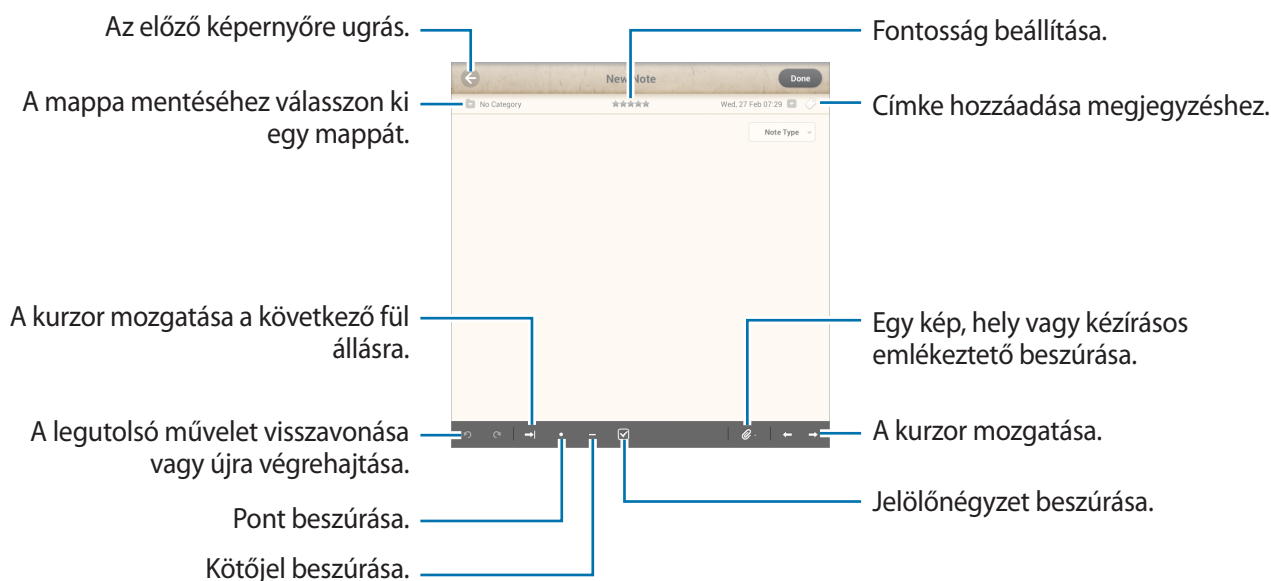 Az előző képernyőre ugrás.
Fontosság beállítása.
New Note
Done
A mappa mentéséhez válasszon ki
egy mappát.
No Category
Wed, 27 Feb 07:29
Címke hozzáadása megjegyzéshez.
Note Type
A kurzor mozgatása a következő fül
állásra.
Egy kép, hely vagy kézírásos
emlékeztető beszúrása.
A legutolsó művelet visszavonása
vagy újra végrehajtása.
A kurzor mozgatása.
Pont beszúrása.
Jelölőnégyzet beszúrása.
Kötőjel beszúrása.